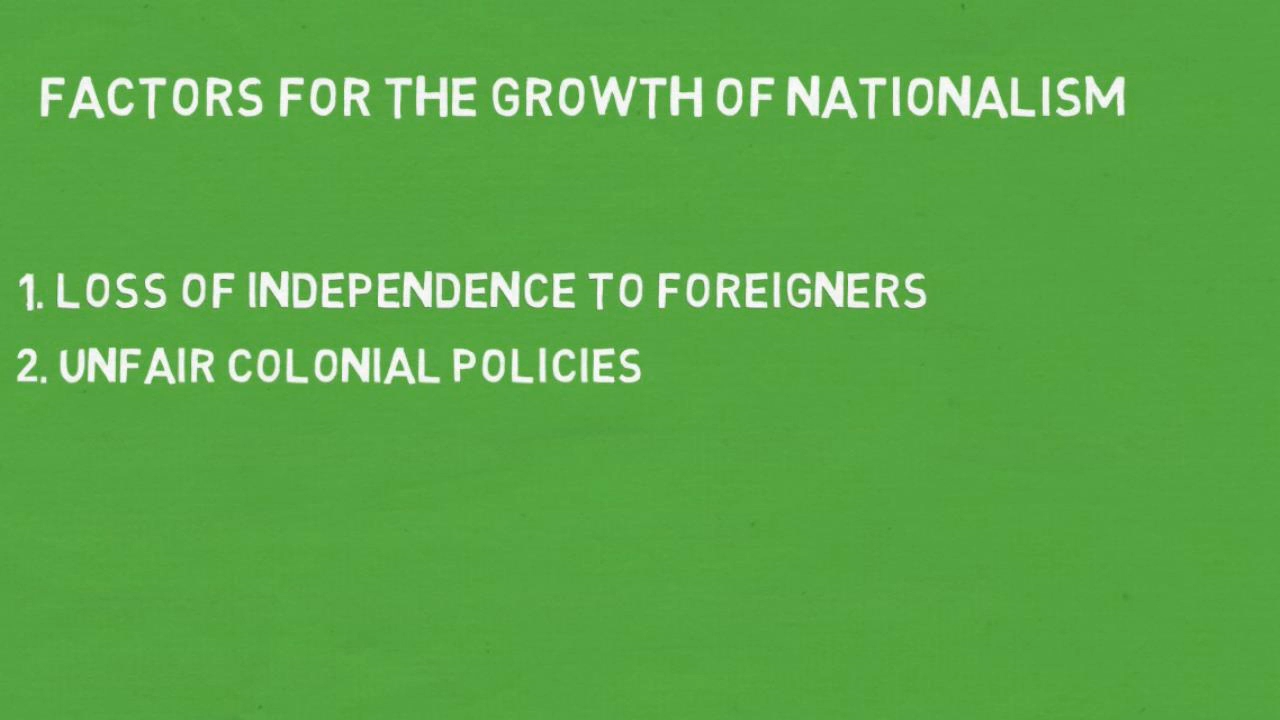 FACTORS FOR THE GROWTH OF NATIONALISM
1. LOSS OF INDEPENDENCE TO FOREIGNERS
2. UNFAIR COLONIAL POLICIES